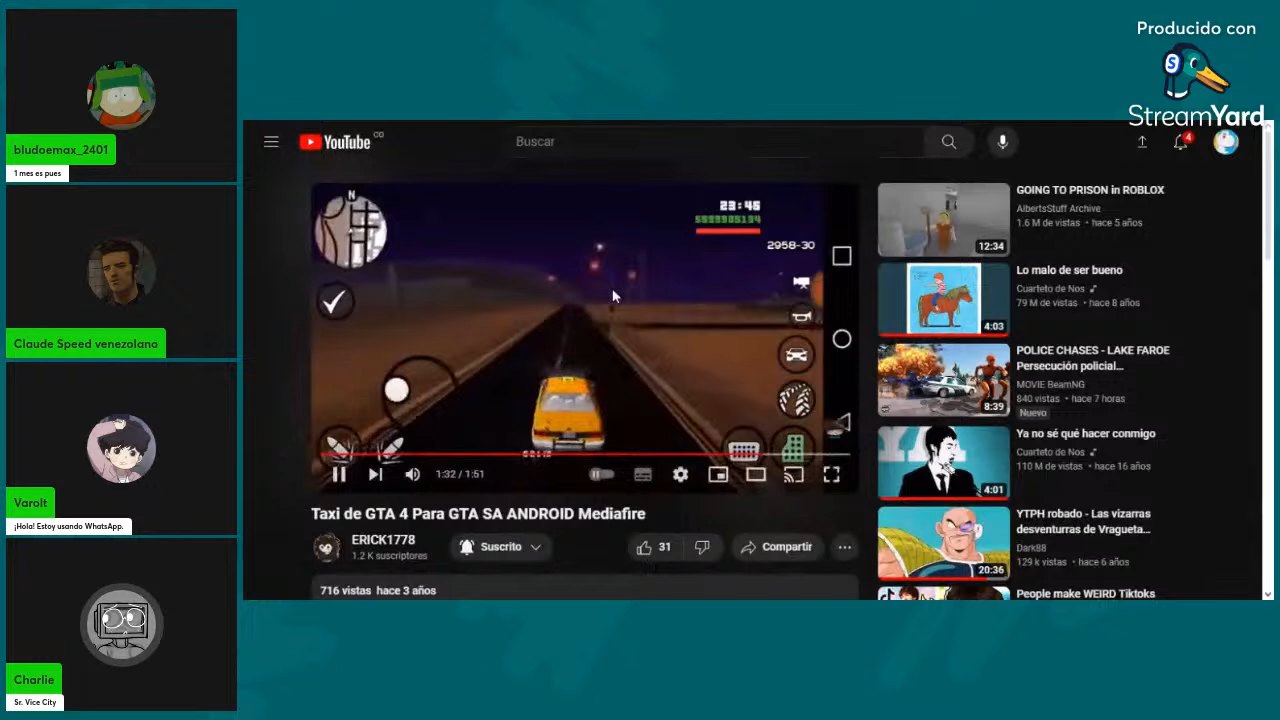 bludoemax_2401
1 mes es pues
Claude Speed venezolano
Varolt
¡Hola! Estoy usando WhatsApp.
Charlie
Sr. Vice City
Producido con
StreamYard
YouTube CO
Buscar
4
N
23:45
2958-30
1:32 / 1:51
Taxi de GTA 4 Para GTA SA ANDROID Mediafire
ERICK1778
1.2 K suscriptores
Suscrito
31
Compartir
716 vistas hace 3 años
GOING TO PRISON in ROBLOX
AlbertsStuff Archive
1.6 M de vistas • hace 5 años
12:34
Lo malo de ser bueno
Cuarteto de Nos
79 M de vistas • hace 8 años
4:03
POLICE CHASES - LAKE FAROE
Persecución policial...
MOVIE BeamNG
840 vistas • hace 7 horas
Nuevo
8:39
Ya no sé qué hacer conmigo
Cuarteto de Nos
110 M de vistas • hace 16 años
4:01
YTPH robado - Las vizarras
desventurras de Vragueta...
Dark88
129 k vistas • hace 6 años
20:36
People make WEIRD Tiktoks